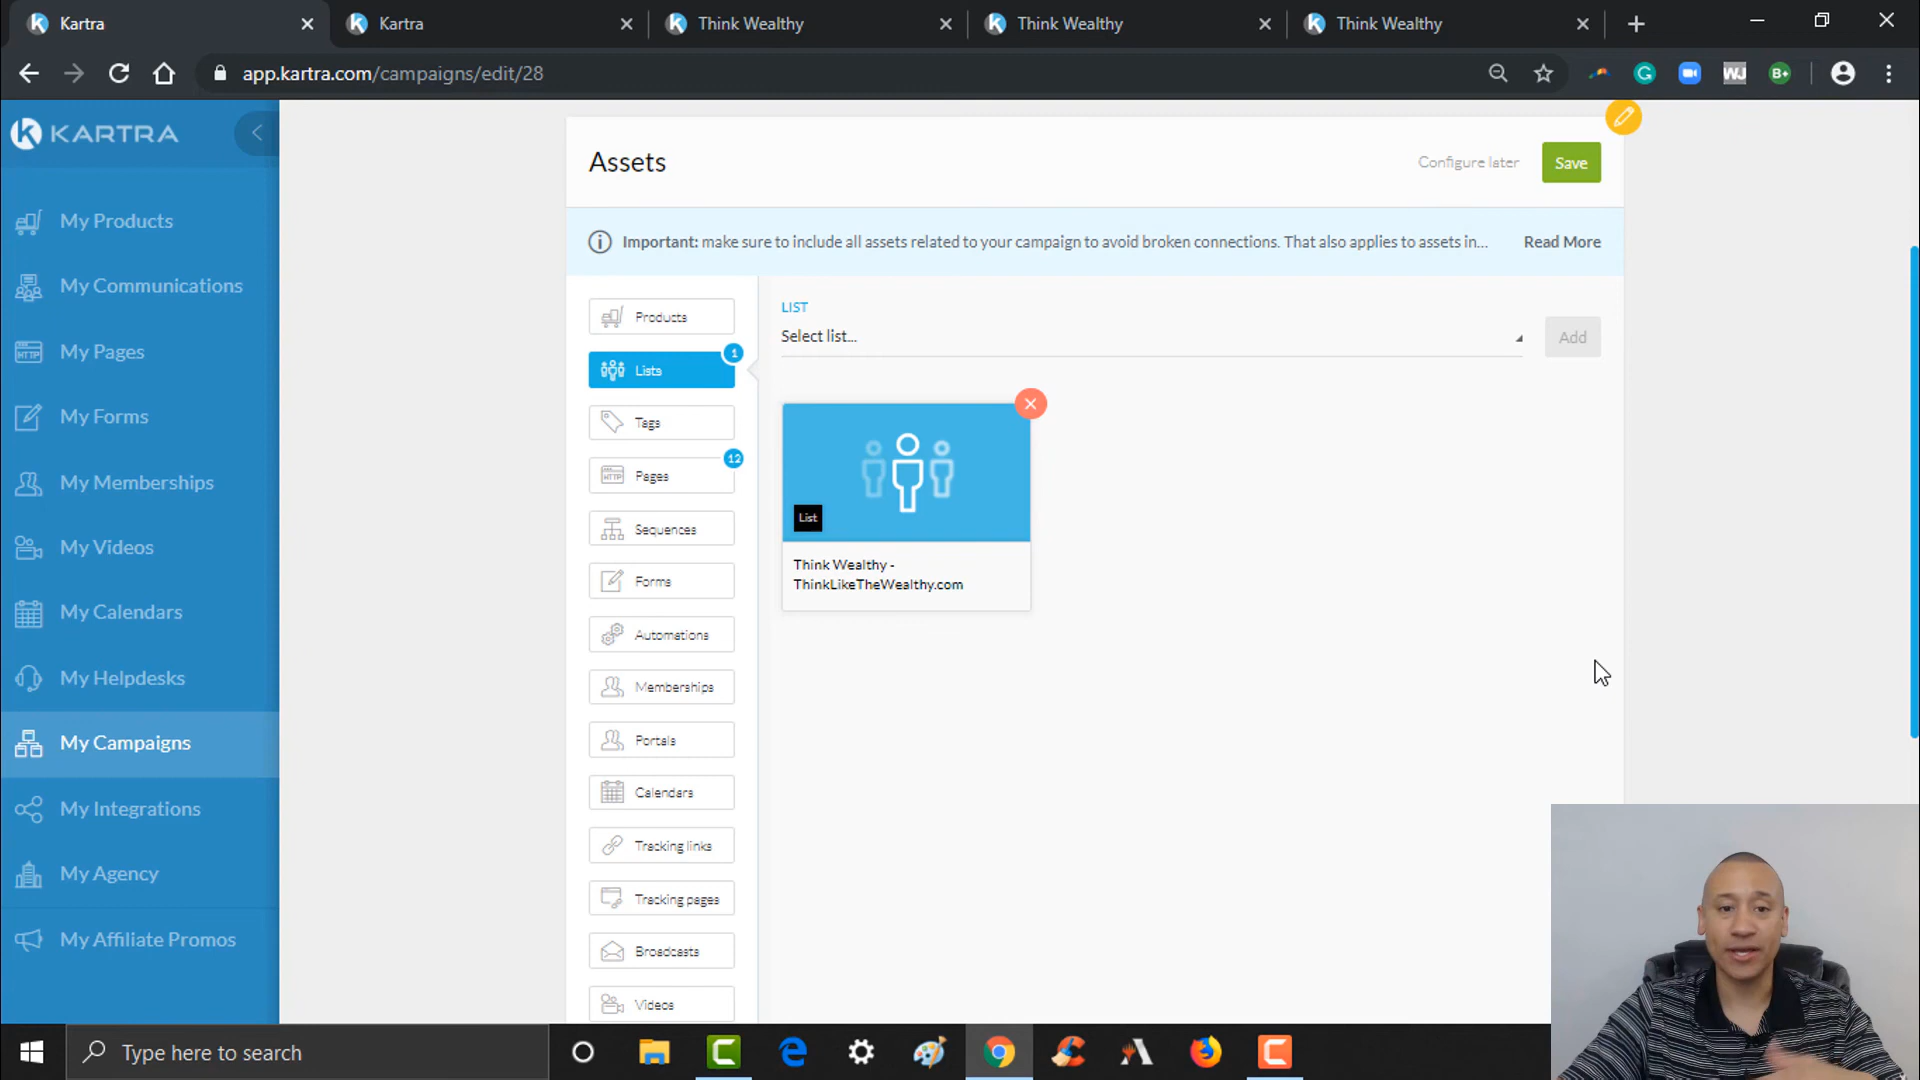 Kartra
Kartra
Think Wealthy
Think Wealthy
Think Wealthy
app.kartra.com/campaigns/edit/28
WJ
B+
KARTRA
My Products
My Communications
My Pages
My Forms
My Memberships
My Videos
My Calendars
My Helpdesks
My Campaigns
My Integrations
My Agency
My Affiliate Promos
Assets
Configure later
Save
Important: make sure to include all assets related to your campaign to avoid broken connections. That also applies to assets in...
Read More
Products
Lists
1
Tags
Pages
12
Sequences
Forms
Automations
Memberships
Portals
Calendars
Tracking links
Tracking pages
Broadcasts
Videos
LIST
Select list...
Add
List
Think Wealthy -
ThinkLikeTheWealthy.com
Type here to search